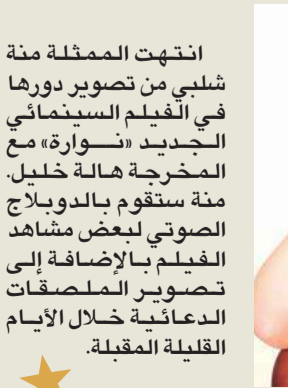 انتهت الممثلة منة
شلبي من تصوير دورها
في الفيلم السينمائي
الجديد «نوارة» مع
المخرجة هالة خليل.
منة ستقوم بالدوبلاج
الصوتي لبعض مشاهد
الفيلم بالإضافة إلى
تصوير الملصقات
الدعائية خلال الأيام
القليلة المقبلة.